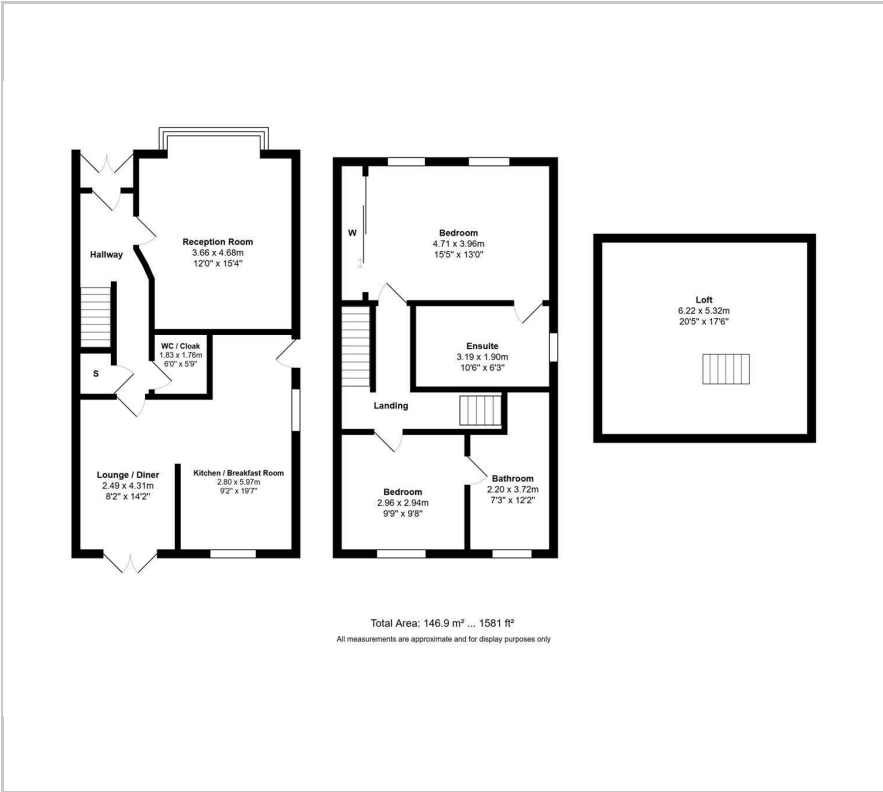 Reception Room
3.66 x 4.68m
12'0" x 15'4"
Hallway
WC / Cloak
1.83 x 1.76m
6'0" x 5'9"
S
Lounge / Diner
2.49 x 4.31m
8'2" x 14'2"
Kitchen / Breakfast Room
2.80 x 5.97m
9'2" x 19'7"
W
Bedroom
4.71 x 3.96m
15'5" x 13'0"
Ensuite
3.19 x 1.90m
10'6" x 6'3"
Landing
Bedroom
2.96 x 2.94m
9'9" x 9'8"
Bathroom
2.20 x 3.72m
7'3" x 12'2"
Loft
6.22 x 5.32m
20'5" x 17'6"
Total Area: 146.9 m² ... 1581 ft²
All measurements are approximate and for display purposes only